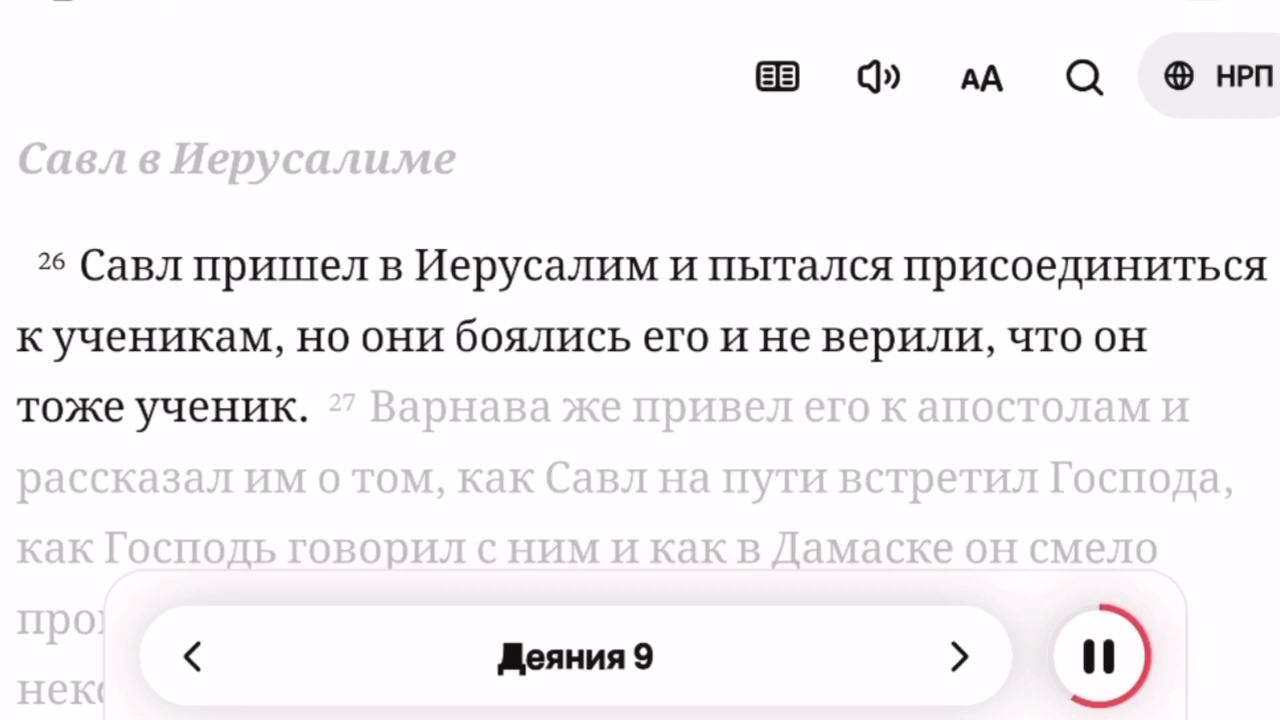 AA
НРП
Савл в Иерусалиме
26 Савл пришел в Иерусалим и пытался присоединиться
к ученикам, но они боялись его и не верили, что он
тоже ученик. 27 Варнава же привел его к апостолам и
рассказал им о том, как Савл на пути встретил Господа,
как Господь говорил с ним и как в Дамаске он смело
Деяния 9